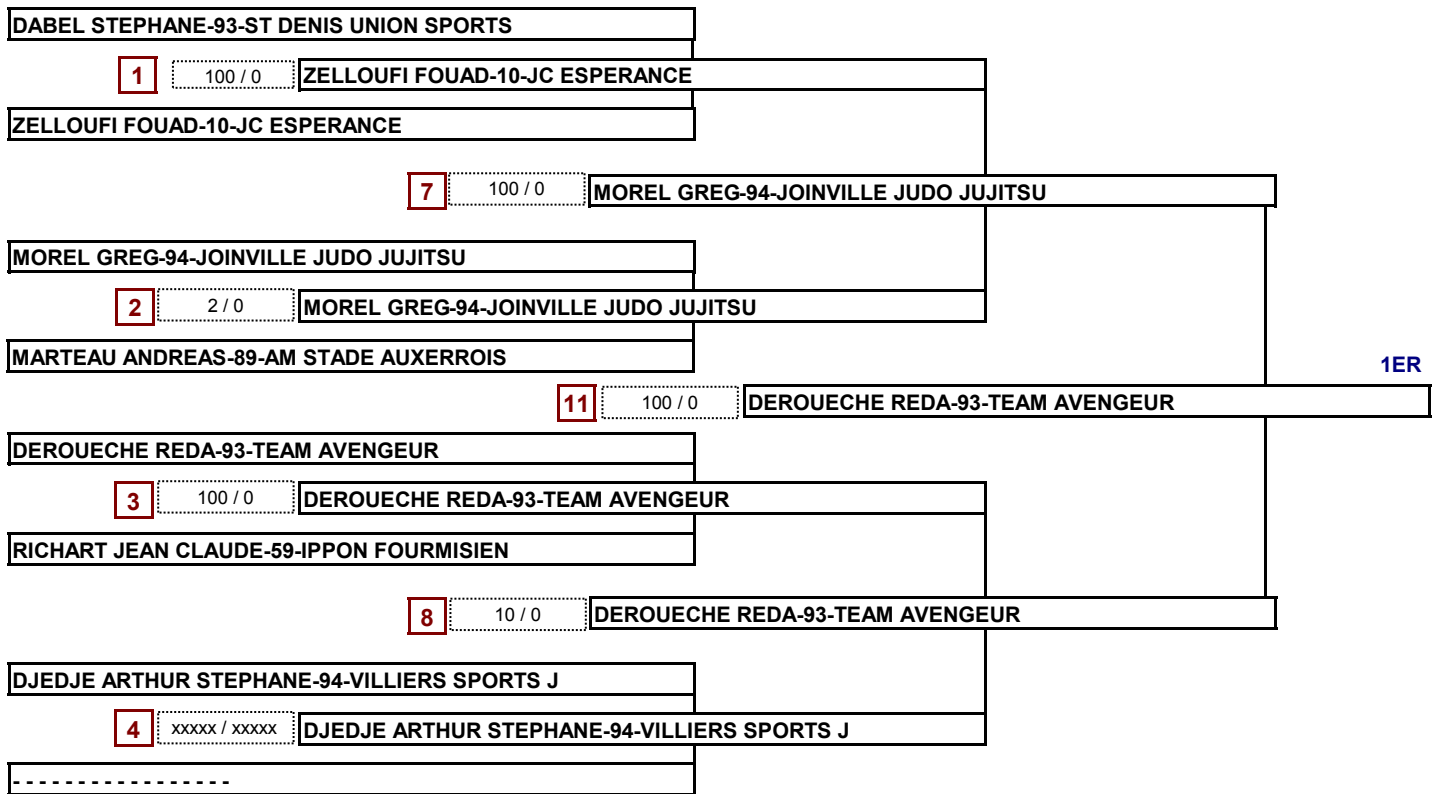 DABEL STEPHANE-93-ST DENIS UNION SPORTS
1 100 / 0 ZELLOUFI FOUAD-10-JC ESPERANCE
ZELLOUFI FOUAD-10-JC ESPERANCE
7 100 / 0 MOREL GREG-94-JOINVILLE JUDO JUJITSU
MOREL GREG-94-JOINVILLE JUDO JUJITSU
2 2 / 0 MOREL GREG-94-JOINVILLE JUDO JUJITSU
MARTEAU ANDREAS-89-AM STADE AUXERROIS
1ER
11 100 / 0 DEROUECHE REDA-93-TEAM AVENGEUR
DEROUECHE REDA-93-TEAM AVENGEUR
3 100 / 0 DEROUECHE REDA-93-TEAM AVENGEUR
RICHART JEAN CLAUDE-59-IPPON FOURMISIEN
8 10 / 0 DEROUECHE REDA-93-TEAM AVENGEUR
DJEDJE ARTHUR STEPHANE-94-VILLIERS SPORTS J
4 xxxxx / xxxxx DJEDJE ARTHUR STEPHANE-94-VILLIERS SPORTS J
- - - - - - - - - - - - - - - - -